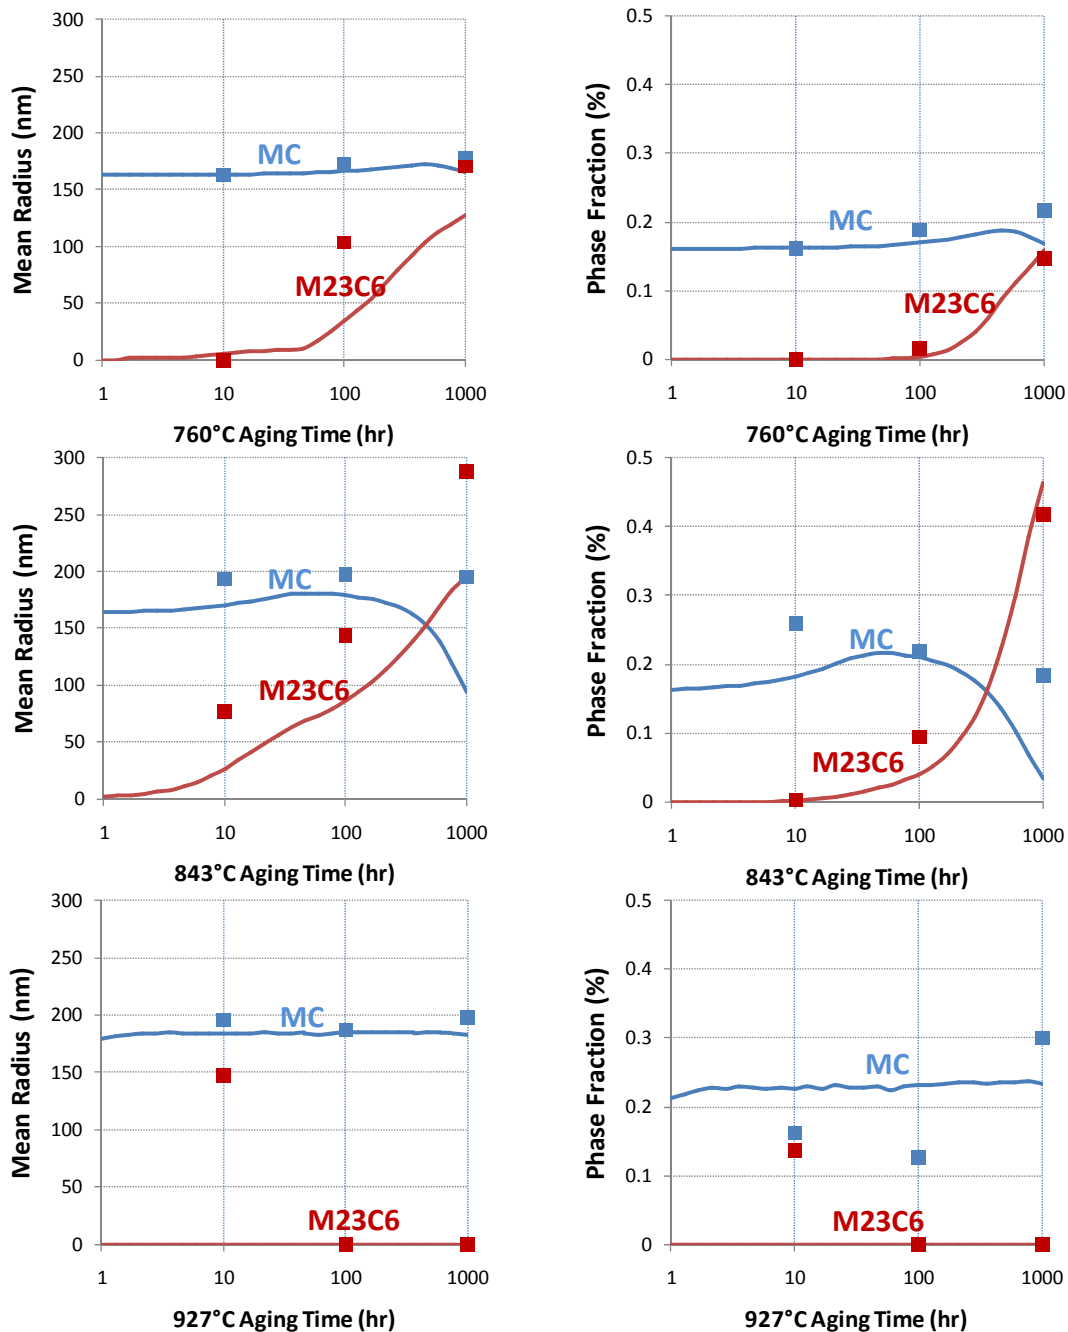 300
250
200
150
100
50
0
Mean Radius (nm)
MC
M23C6
1 10 100 1000
760°C Aging Time (hr)
0.5
0.4
0.3
0.2
0.1
0
Phase Fraction (%)
MC
M23C6
1 10 100 1000
760°C Aging Time (hr)
300
250
200
150
100
50
0
Mean Radius (nm)
MC
M23C6
1 10 100 1000
843°C Aging Time (hr)
0.5
0.4
0.3
0.2
0.1
0
Phase Fraction (%)
MC
M23C6
1 10 100 1000
843°C Aging Time (hr)
300
250
200
150
100
50
0
Mean Radius (nm)
MC
M23C6
1 10 100 1000
927°C Aging Time (hr)
0.5
0.4
0.3
0.2
0.1
0
Phase Fraction (%)
MC
M23C6
1 10 100 1000
927°C Aging Time (hr)